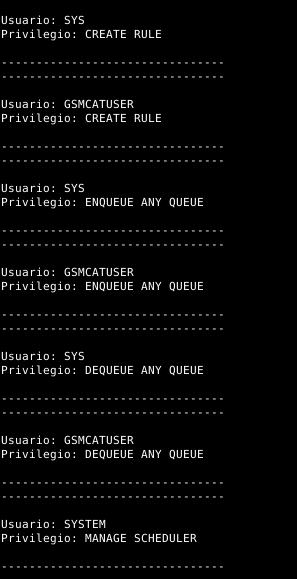 Usuario: SYS
Privilegio: CREATE RULE
--------------------------------
--------------------------------
Usuario: GSMCATUSER
Privilegio: CREATE RULE
--------------------------------
--------------------------------
Usuario: SYS
Privilegio: ENQUEUE ANY QUEUE
--------------------------------
--------------------------------
Usuario: GSMCATUSER
Privilegio: ENQUEUE ANY QUEUE
--------------------------------
--------------------------------
Usuario: SYS
Privilegio: DEQUEUE ANY QUEUE
--------------------------------
--------------------------------
Usuario: GSMCATUSER
Privilegio: DEQUEUE ANY QUEUE
--------------------------------
--------------------------------
Usuario: SYSTEM
Privilegio: MANAGE SCHEDULER
--------------------------------